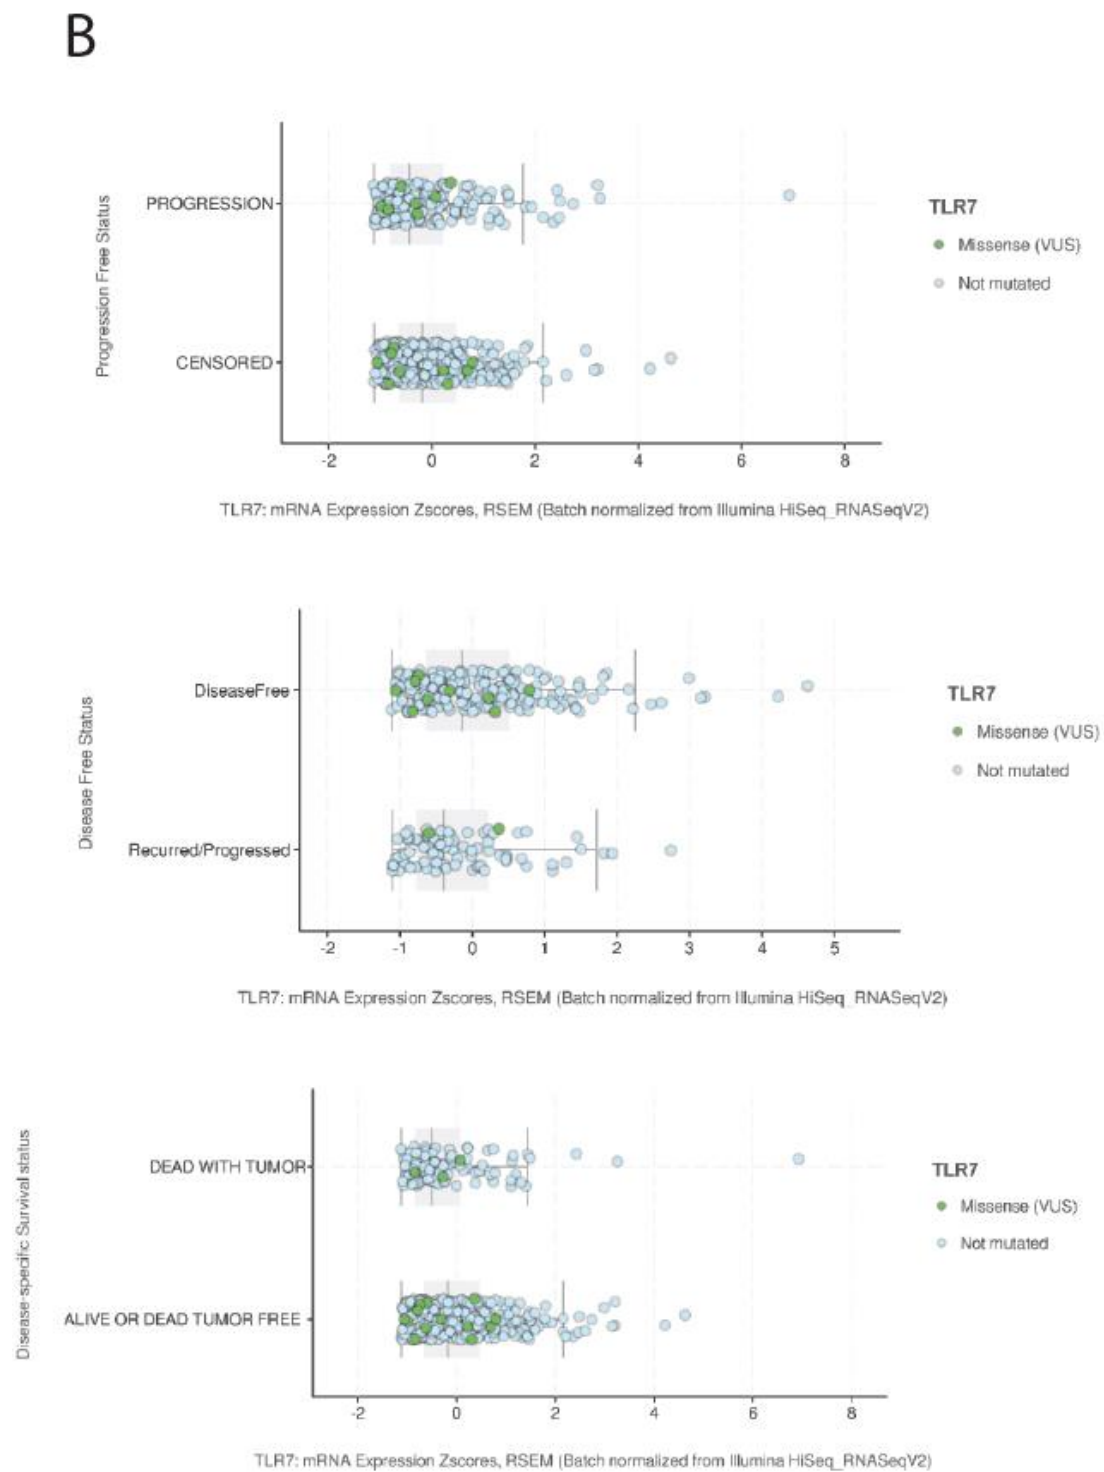 B
Progression Free Status
PROGRESSION
CENSORED
-2 0 2 4 6 8
TLR7: mRNA Expression Zscores, RSEM (Batch normalized from Illumina HiSeq_RNASeqV2)
TLR7
Missense (VUS)
Not mutated
Disease Free Status
DiseaseFree
Recurred/Progressed
-2 -1 0 1 2 3 4 5
TLR7: mRNA Expression Zscores, RSEM (Batch normalized from Illumina HiSeq_RNASeqV2)
TLR7
Missense (VUS)
Not mutated
Disease-specific Survival status
DEAD WITH TUMOR
ALIVE OR DEAD TUMOR FREE
-2 0 2 4 6 8
TLR7: mRNA Expression Zscores, RSEM (Batch normalized from Illumina HiSeq_RNASeqV2)
TLR7
Missense (VUS)
Not mutated